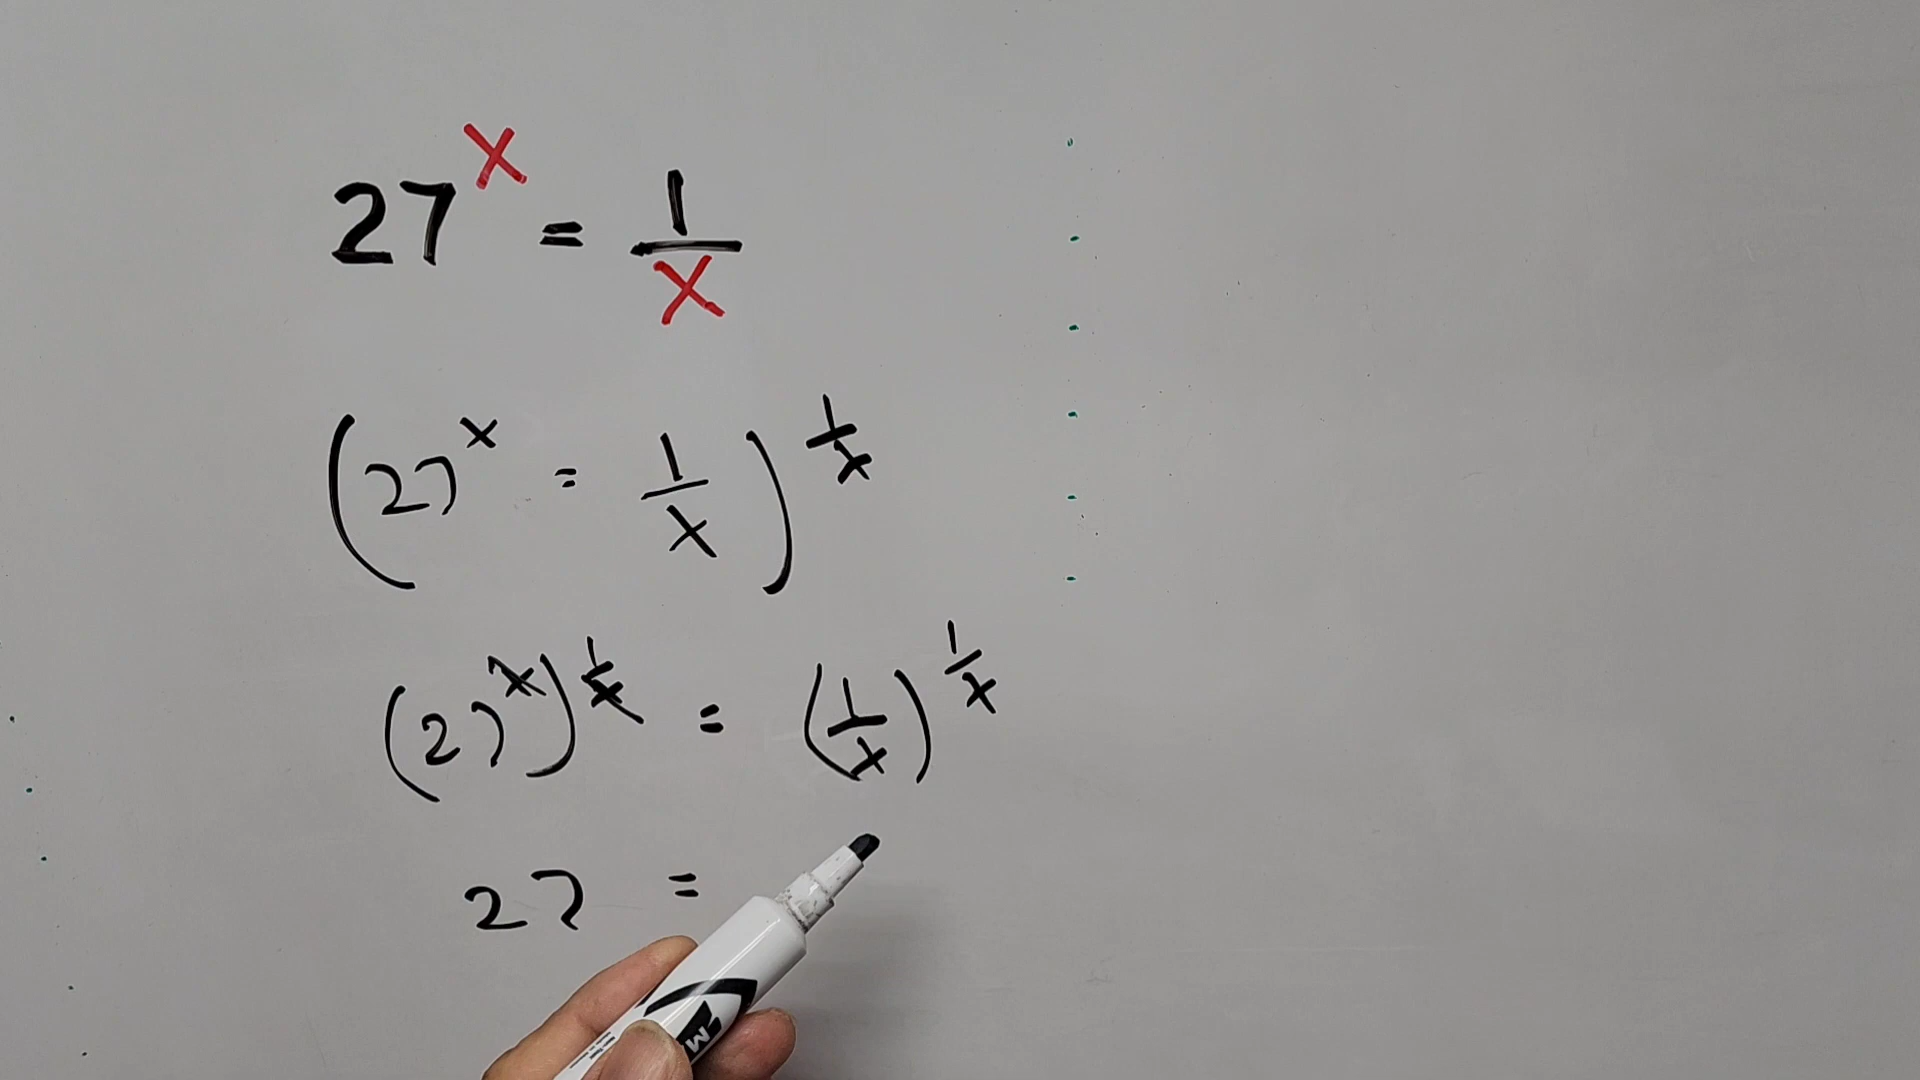 27^x = 1/x
(27^x = 1/x)^(1/x)
(27^x)^(1/x) = (1/x)^(1/x)
27 =